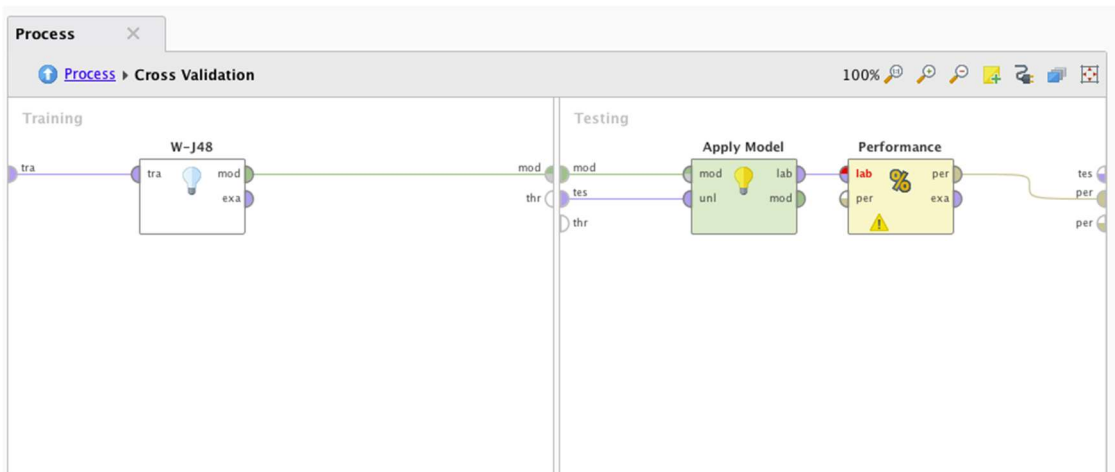 Process
Process ▸ Cross Validation 100%
Training
W-J48
tra
tra
mod
exa
mod
thr
Testing
mod
tes
thr
Apply Model
mod
unl
lab
mod
Performance
lab
per
per
exa
%
tes
per
per